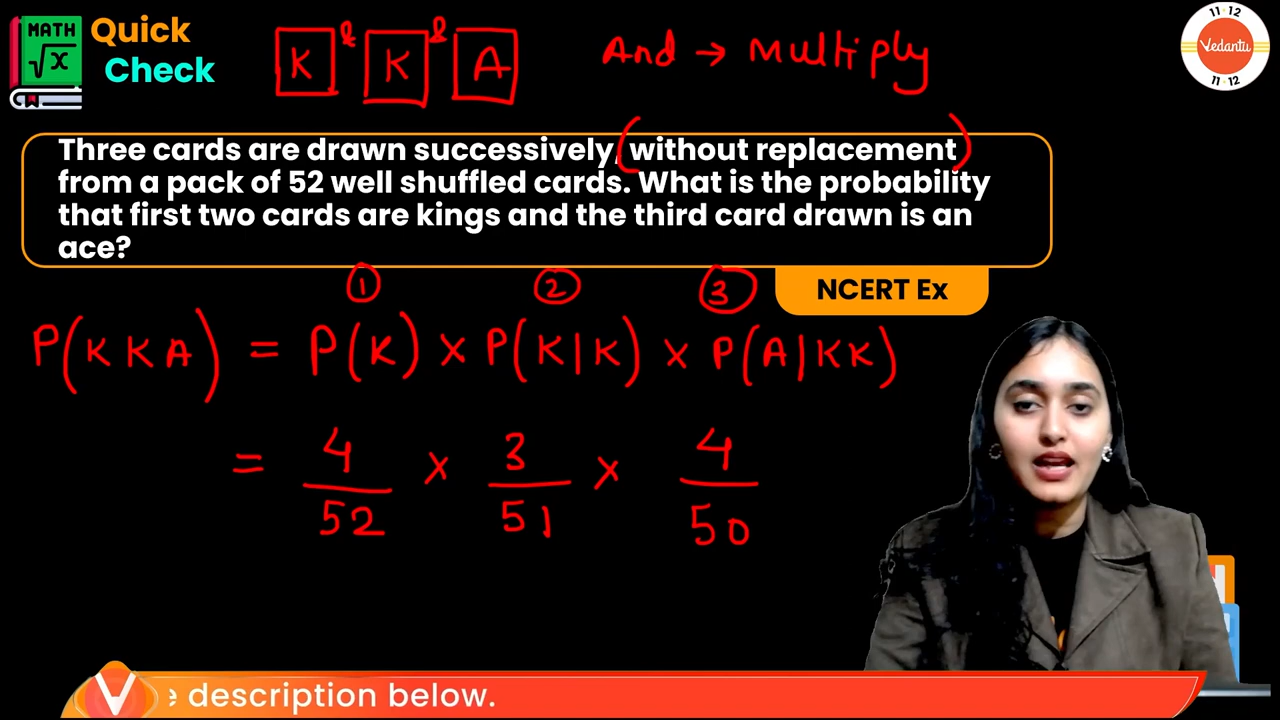 MATH
√x
Quick
Check
K & K & A
And → Multiply
11·12
Vedantu
11·12
Three cards are drawn successively, (without replacement)
from a pack of 52 well shuffled cards. What is the probability
that first two cards are kings and the third card drawn is an
ace?
NCERT Ex
① ② ③
P(KKA) = P(K) × P(K|K) × P(A|KK)
= 4/52 × 3/51 × 4/50
V
e description below.